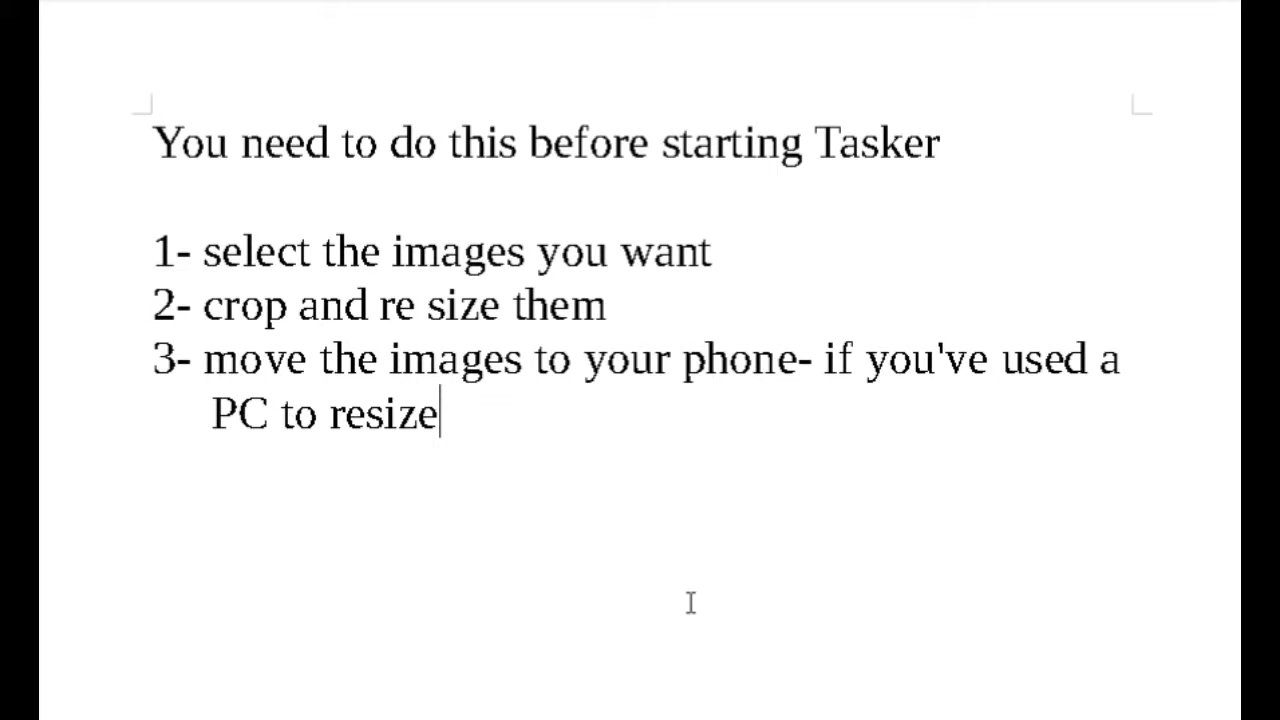 You need to do this before starting Tasker
1- select the images you want
2- crop and re size them
3- move the images to your phone- if you've used a
PC to resize